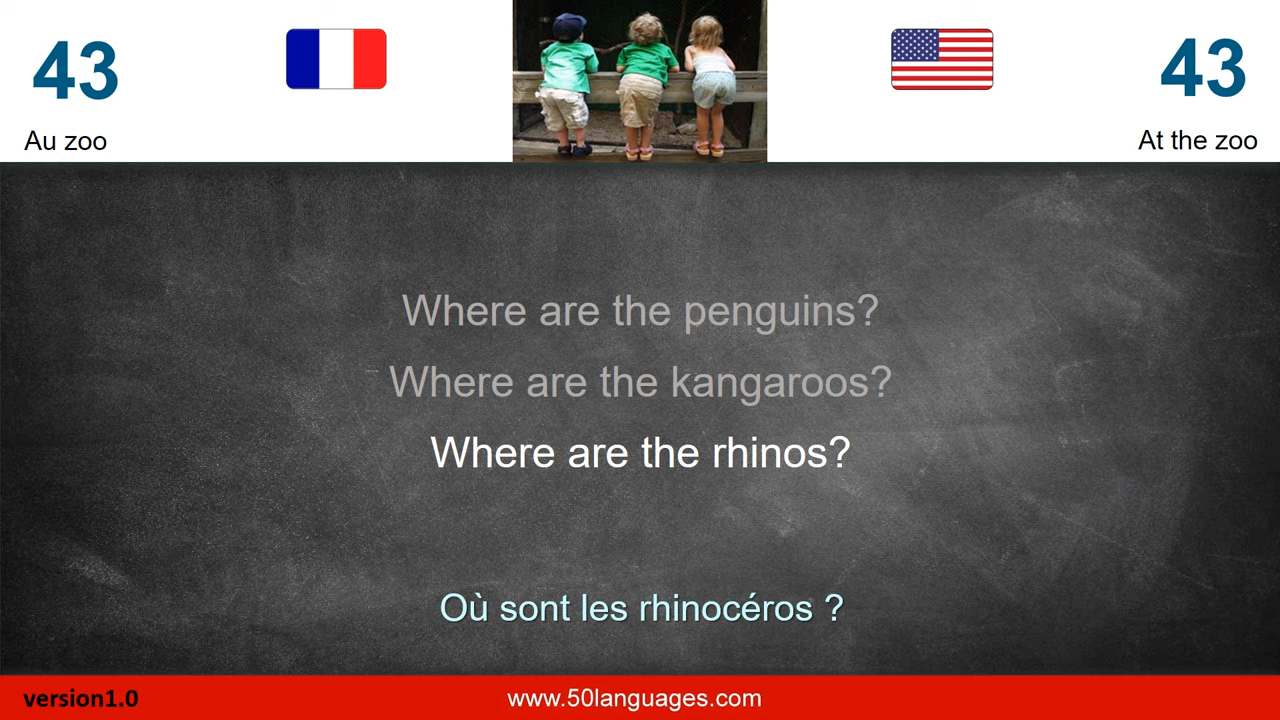 43
43
Au zoo
At the zoo
Where are the penguins?
Where are the kangaroos?
Where are the rhinos?
Où sont les rhinocéros ?
version1.0
www.50languages.com